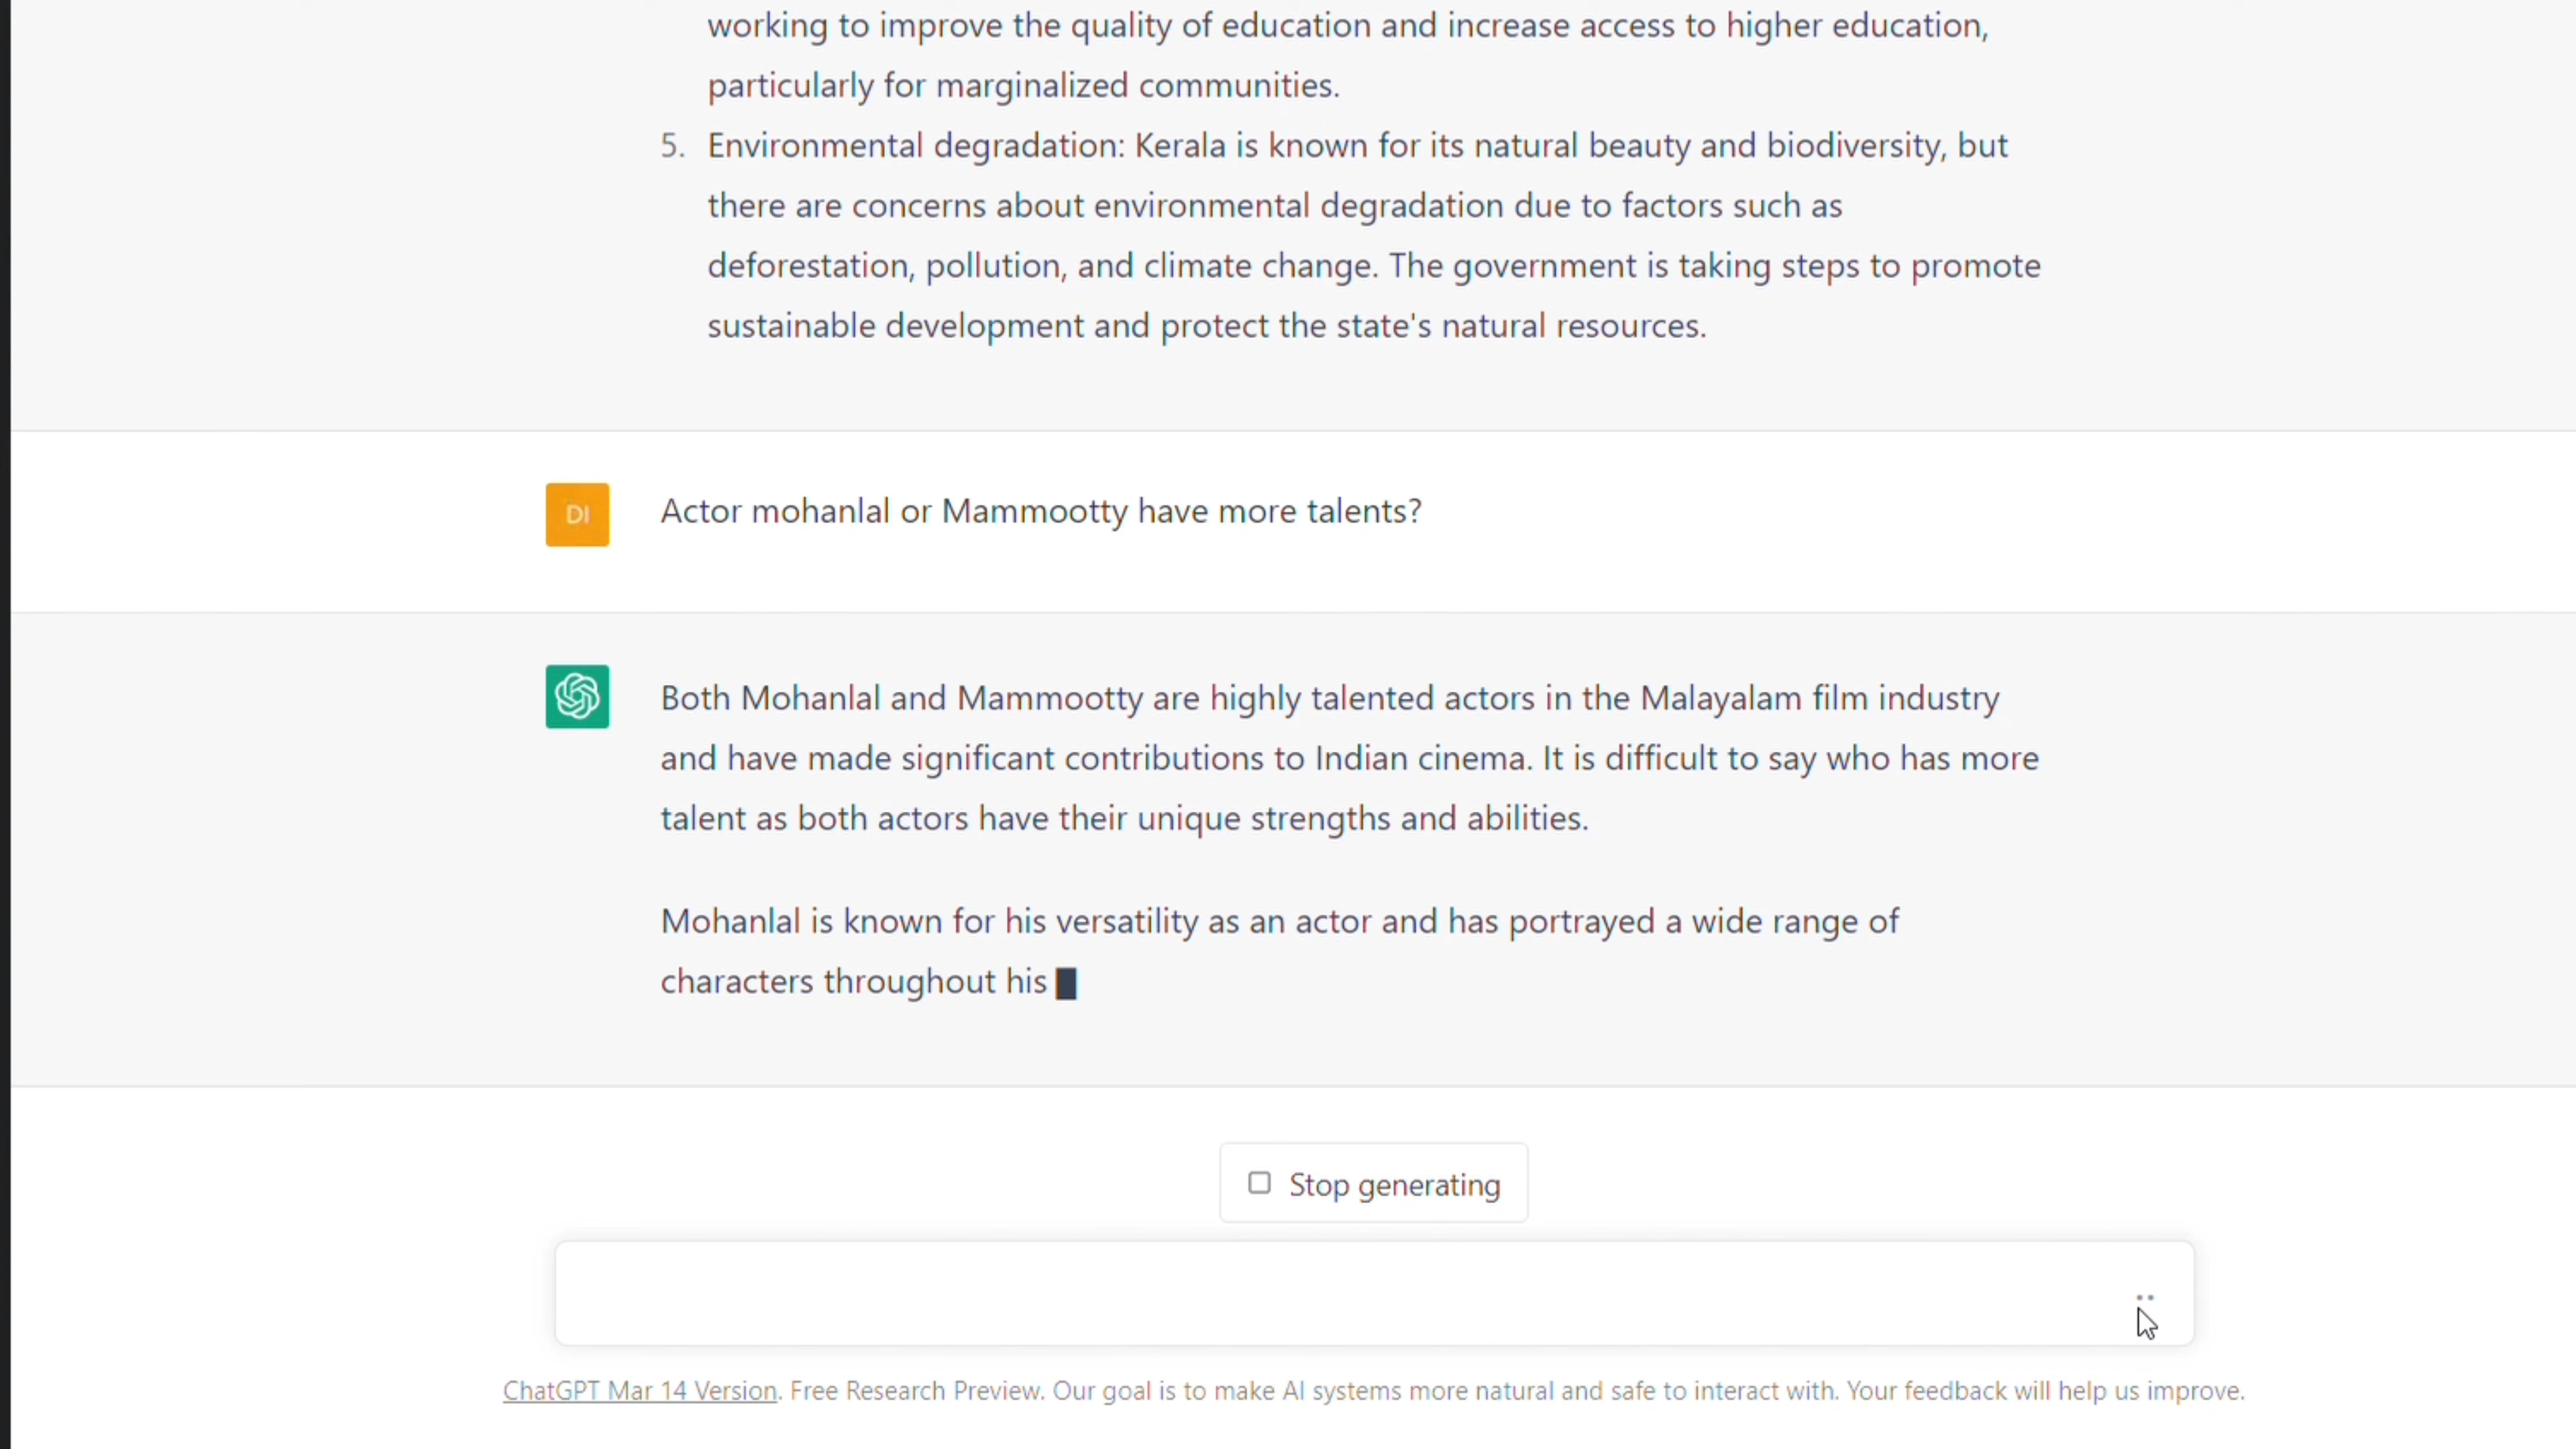 working to improve the quality of education and increase access to higher education,
particularly for marginalized communities.
5. Environmental degradation: Kerala is known for its natural beauty and biodiversity, but
there are concerns about environmental degradation due to factors such as
deforestation, pollution, and climate change. The government is taking steps to promote
sustainable development and protect the state's natural resources.
DI
Actor mohanlal or Mammootty have more talents?
Both Mohanlal and Mammootty are highly talented actors in the Malayalam film industry
and have made significant contributions to Indian cinema. It is difficult to say who has more
talent as both actors have their unique strengths and abilities.
Mohanlal is known for his versatility as an actor and has portrayed a wide range of
characters throughout his
Stop generating
ChatGPT Mar 14 Version. Free Research Preview. Our goal is to make AI systems more natural and safe to interact with. Your feedback will help us improve.